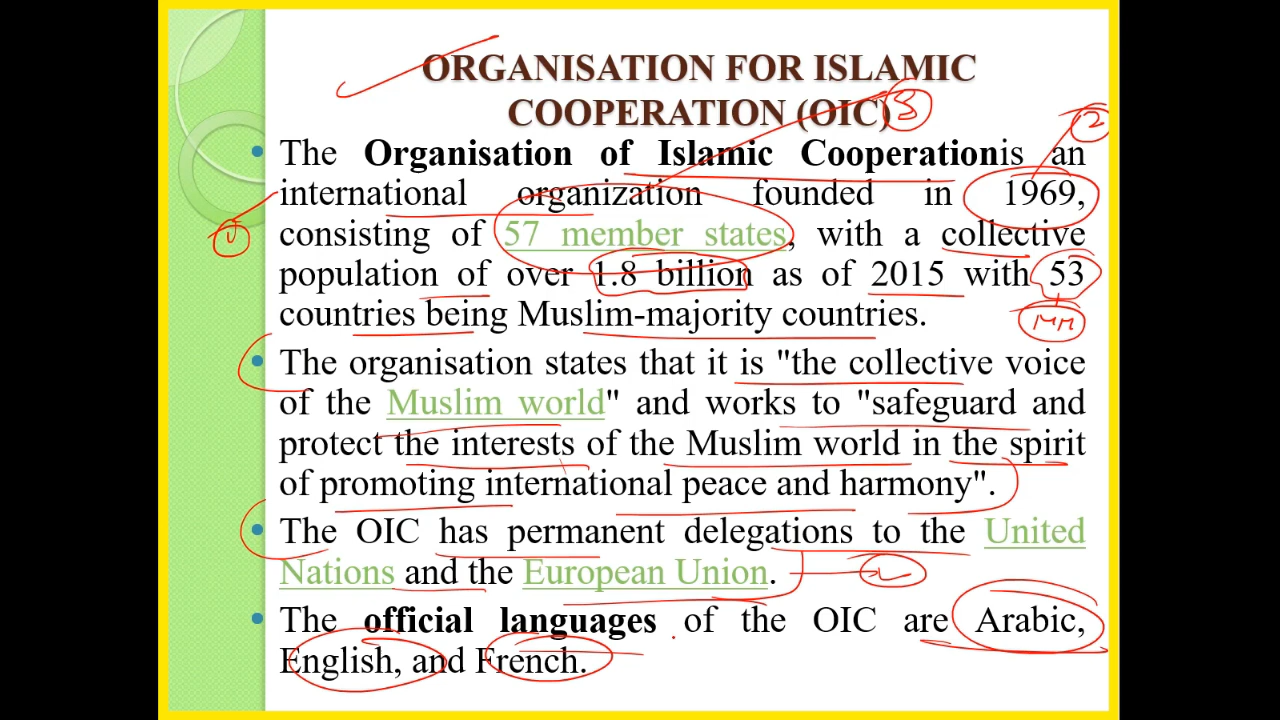 ORGANISATION FOR ISLAMIC
COOPERATION (OIC)
3
2
• The Organisation of Islamic Cooperationis an
international organization founded in 1969,
consisting of 57 member states, with a collective
population of over 1.8 billion as of 2015 with 53
countries being Muslim-majority countries.
MM
• The organisation states that it is "the collective voice
of the Muslim world" and works to "safeguard and
protect the interests of the Muslim world in the spirit
of promoting international peace and harmony".
• The OIC has permanent delegations to the United
Nations and the European Union.
• The official languages of the OIC are Arabic,
English, and French.